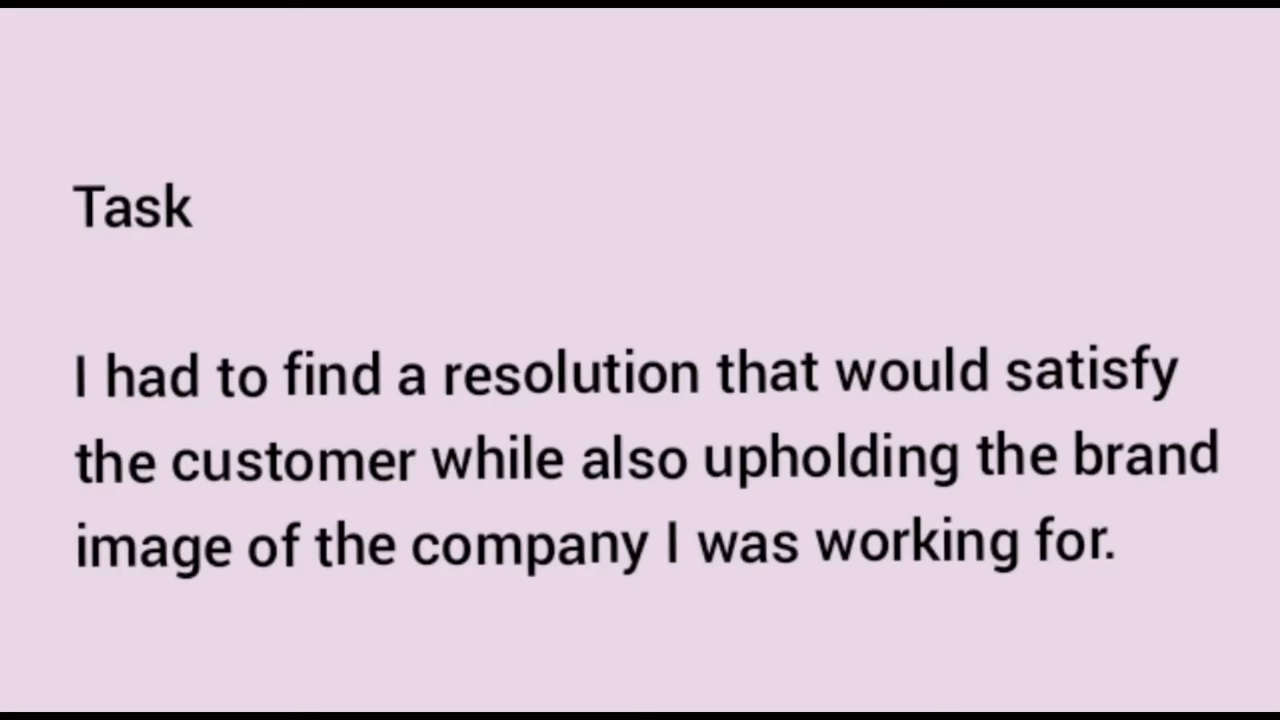 Task
I had to find a resolution that would satisfy
the customer while also upholding the brand
image of the company I was working for.